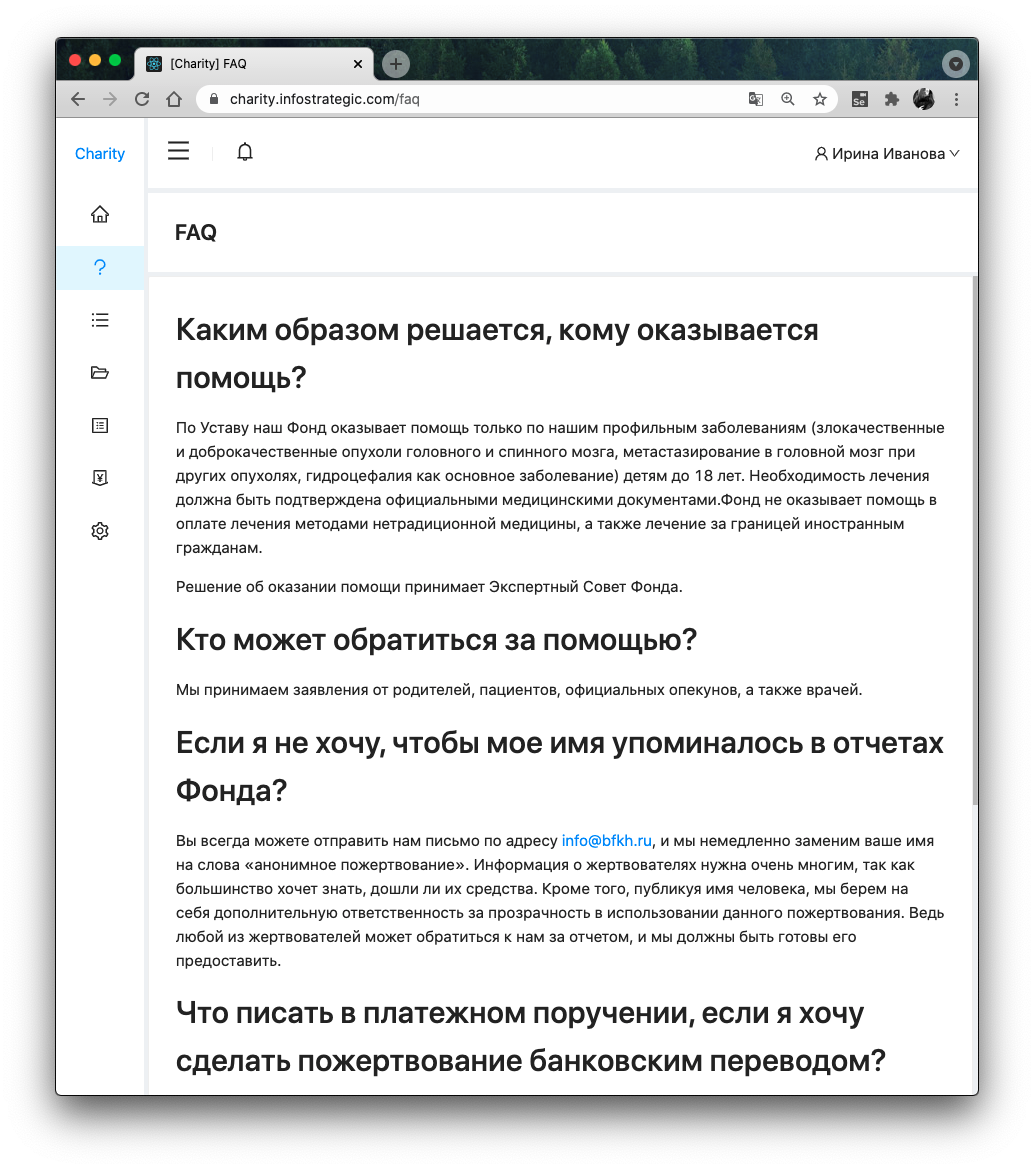 [Charity] FAQ
charity.infostrategic.com/faq
Se
Charity
Ирина Иванова
FAQ
Каким образом решается, кому оказывается
помощь?
По Уставу наш Фонд оказывает помощь только по нашим профильным заболеваниям (злокачественные
и доброкачественные опухоли головного и спинного мозга, метастазирование в головной мозг при
других опухолях, гидроцефалия как основное заболевание) детям до 18 лет. Необходимость лечения
должна быть подтверждена официальными медицинскими документами.Фонд не оказывает помощь в
оплате лечения методами нетрадиционной медицины, а также лечение за границей иностранным
гражданам.
Решение об оказании помощи принимает Экспертный Совет Фонда.
Кто может обратиться за помощью?
Мы принимаем заявления от родителей, пациентов, официальных опекунов, а также врачей.
Если я не хочу, чтобы мое имя упоминалось в отчетах
Фонда?
Вы всегда можете отправить нам письмо по адресу info@bfkh.ru, и мы немедленно заменим ваше имя
на слова «анонимное пожертвование». Информация о жертвователях нужна очень многим, так как
большинство хочет знать, дошли ли их средства. Кроме того, публикуя имя человека, мы берем на
себя дополнительную ответственность за прозрачность в использовании данного пожертвования. Ведь
любой из жертвователей может обратиться к нам за отчетом, и мы должны быть готовы его
предоставить.
Что писать в платежном поручении, если я хочу
сделать пожертвование банковским переводом?